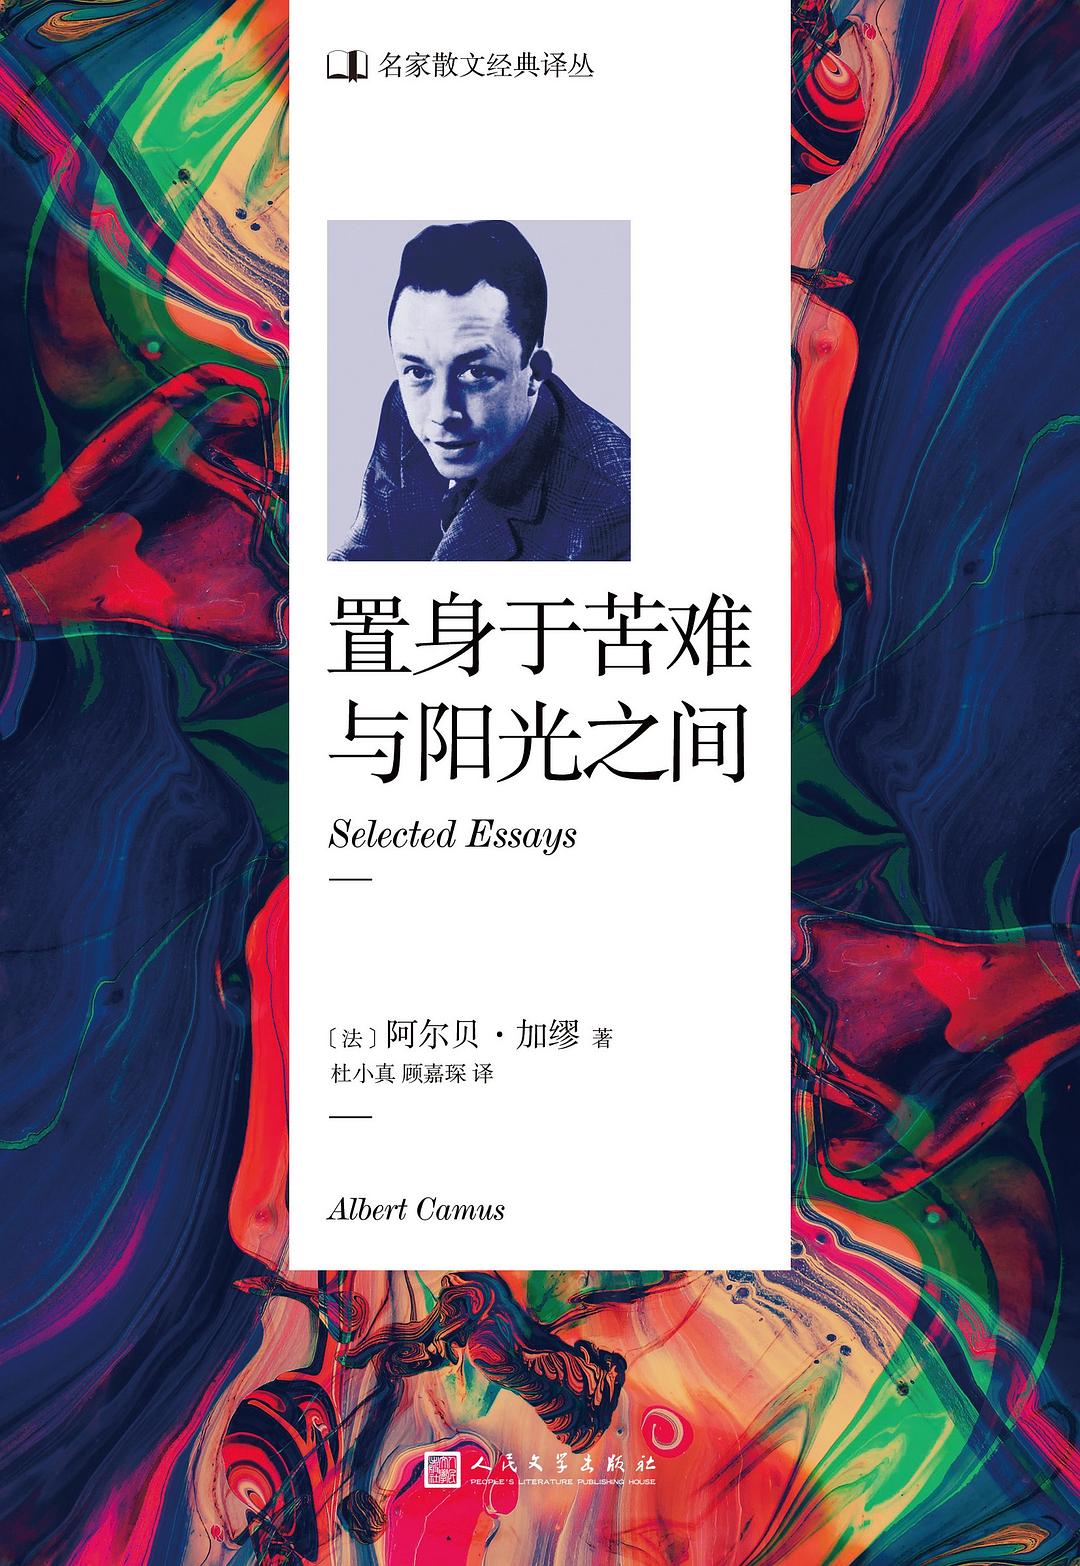 名家散文经典译丛
置身于苦难
与阳光之间
Selected Essays
〔法〕阿尔贝·加缪 著
杜小真 顾嘉琛 译
Albert Camus
人民文学出版社
PEOPLE'S LITERATURE PUBLISHING HOUSE